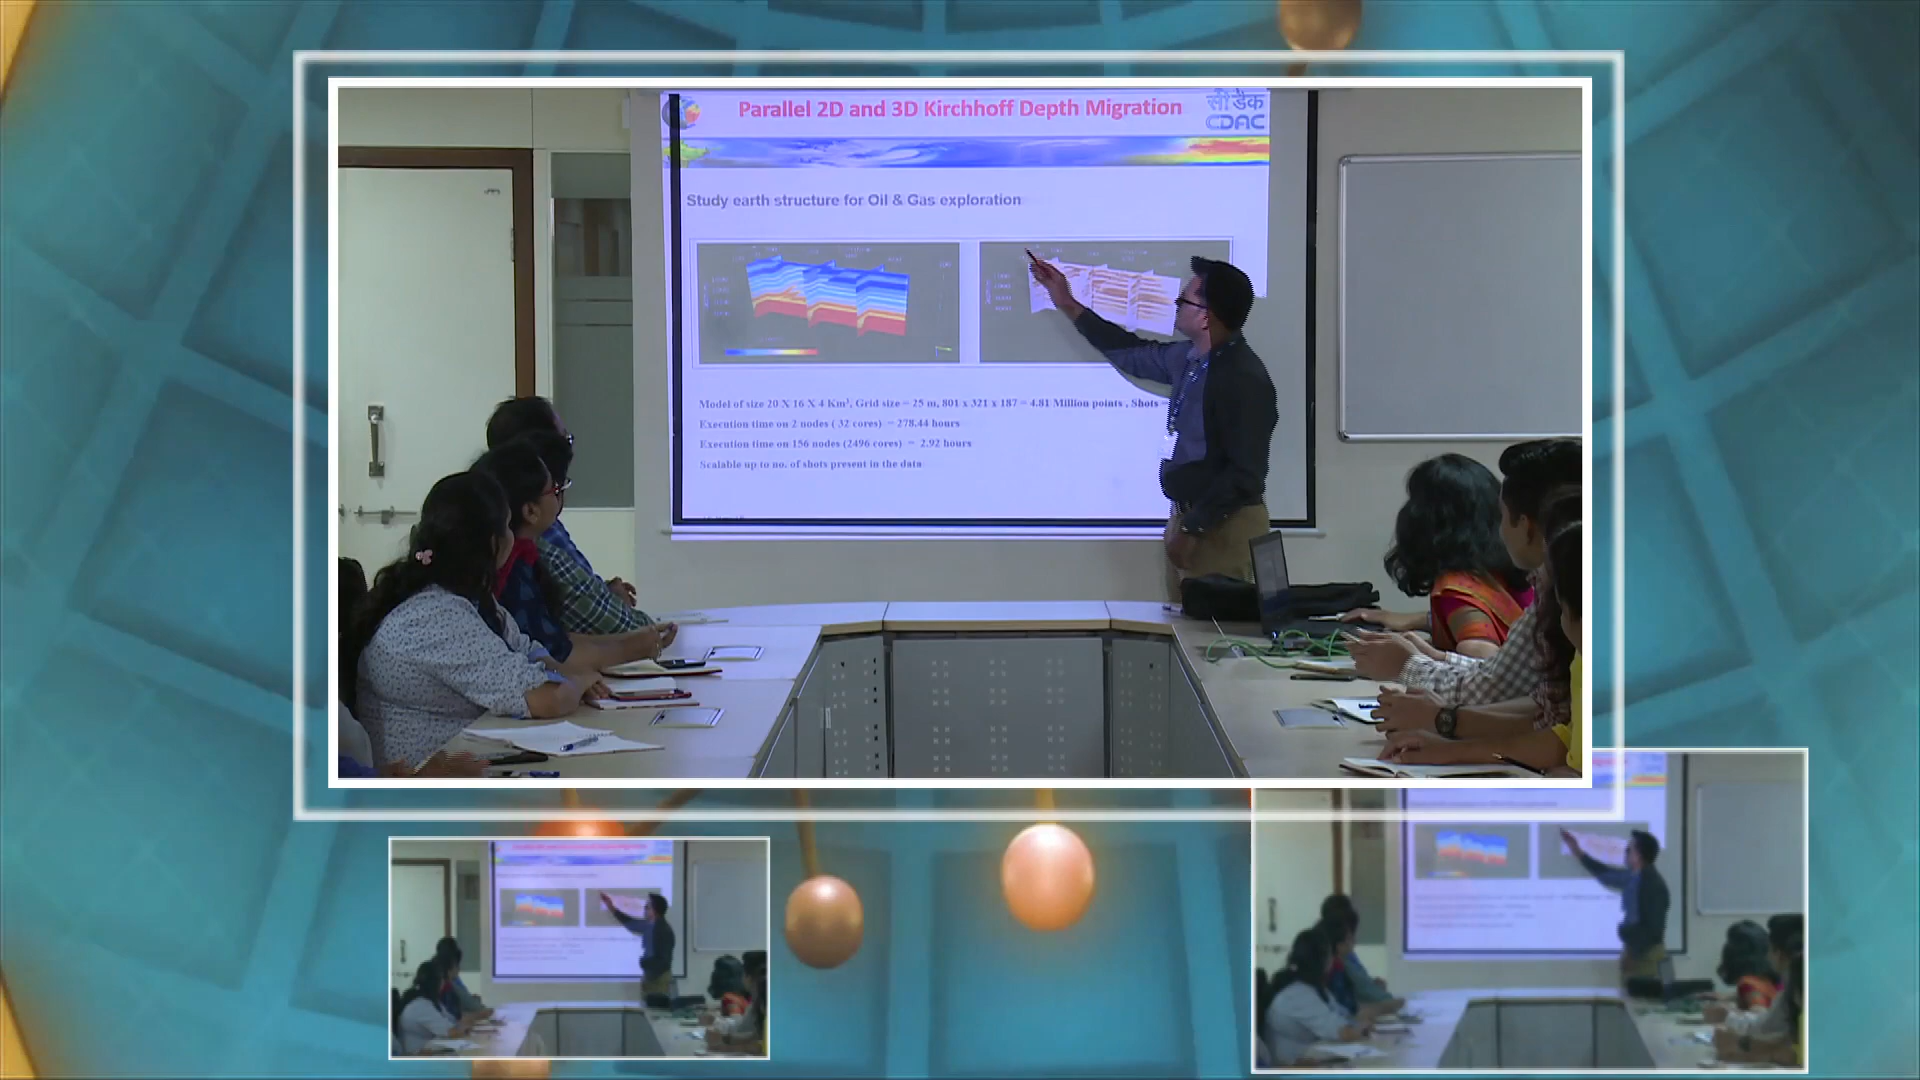 Parallel 2D and 3D Kirchhoff Depth Migration
सी डैक
CDAC
Study earth structure for Oil & Gas exploration
Model of size 20 X 16 X 4 Km³, Grid size = 25 m, 801 x 321 x 187 = 4.81 Million points , Shots =
Execution time on 2 nodes ( 32 cores) = 278.44 hours
Execution time on 156 nodes (2496 cores) = 2.92 hours
Scalable up to no. of shots present in the data